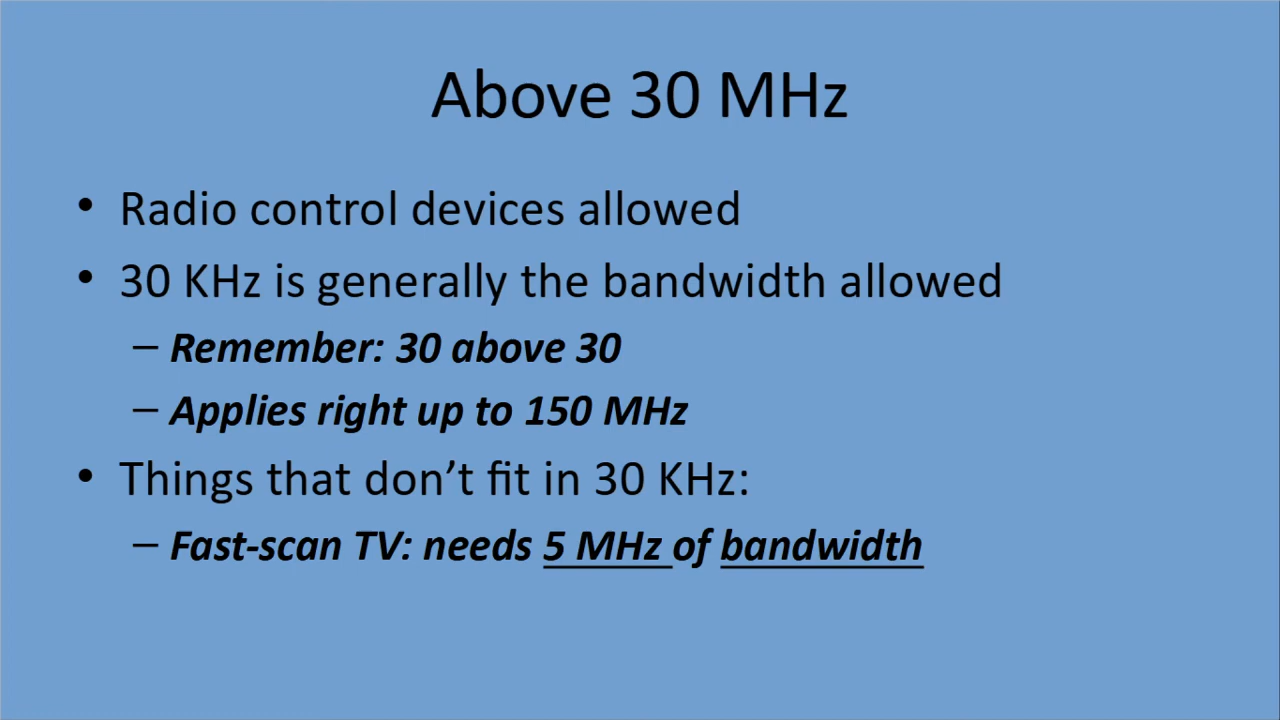 Above 30 MHz
• Radio control devices allowed
• 30 KHz is generally the bandwidth allowed
– Remember: 30 above 30
– Applies right up to 150 MHz
• Things that don’t fit in 30 KHz:
– Fast-scan TV: needs 5 MHz of bandwidth